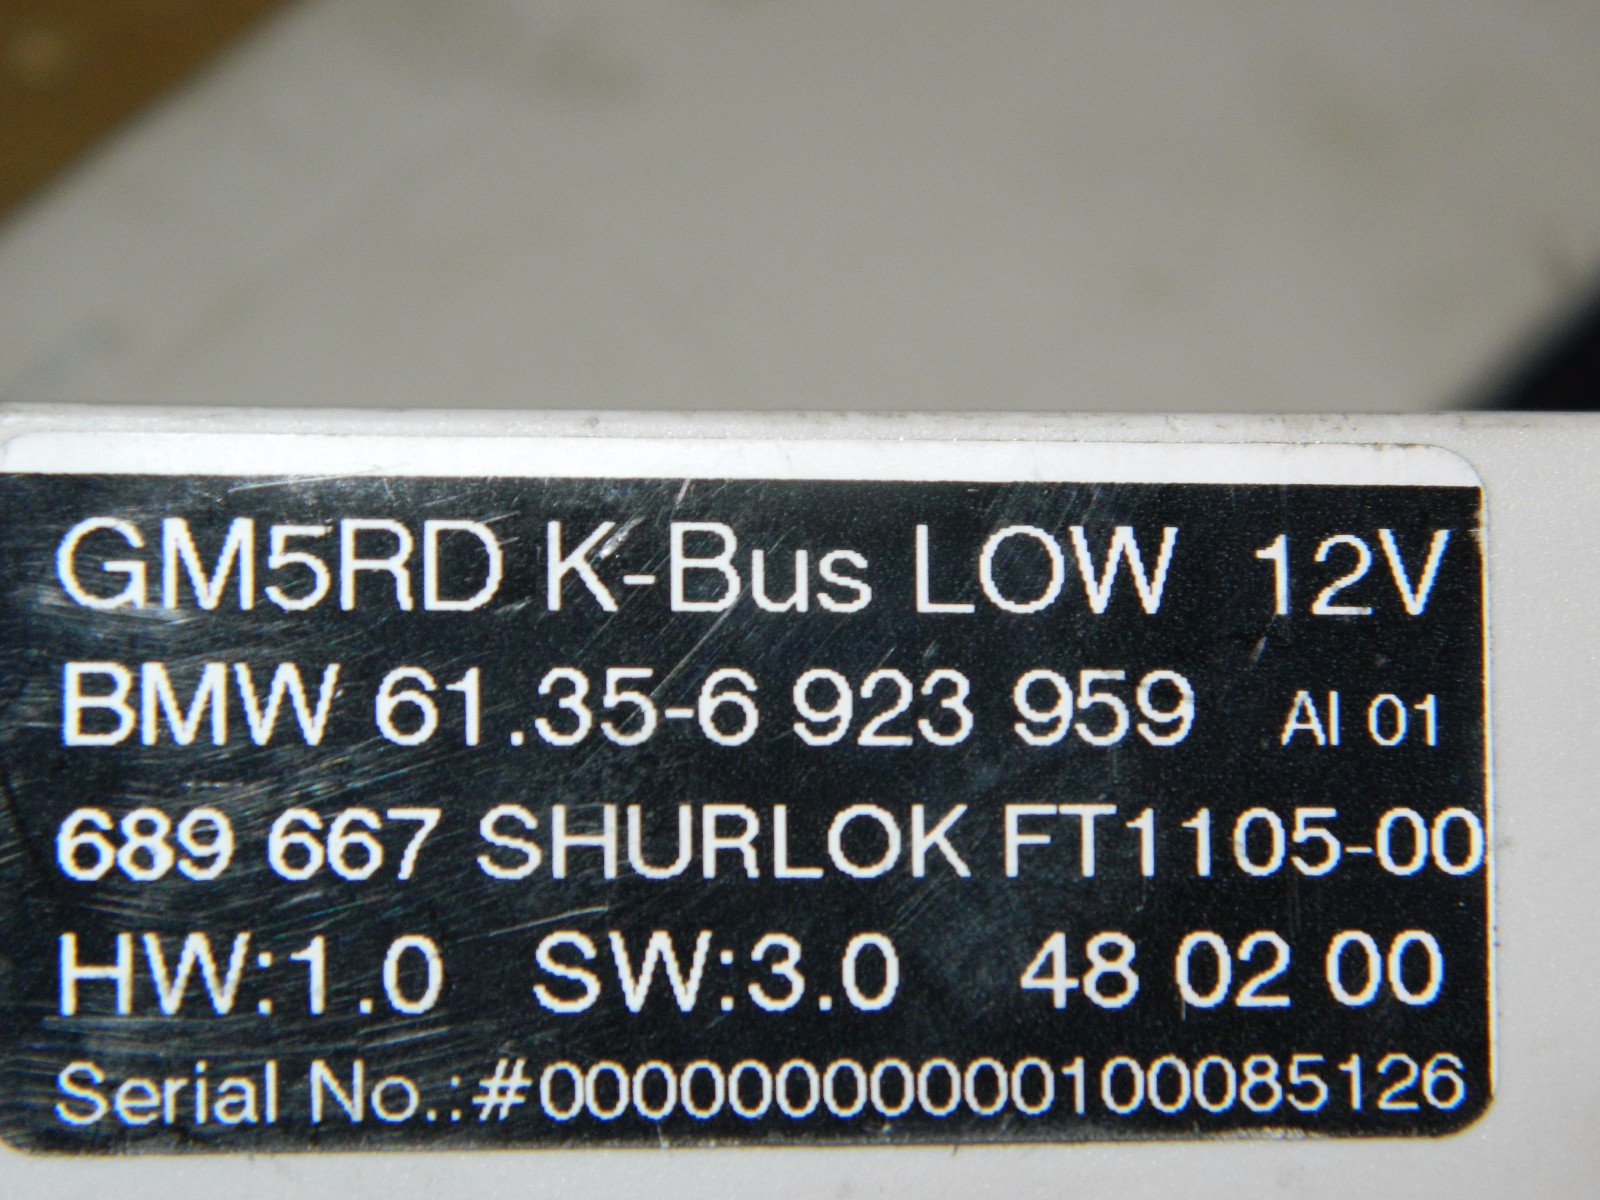 GM5RD K-Bus LOW 12V
BMW 61.35-6 923 959 AI 01
689 667 SHURLOK FT1105-00
HW:1.0 SW:3.0 48 02 00
Serial No.:#0000000000001000085126